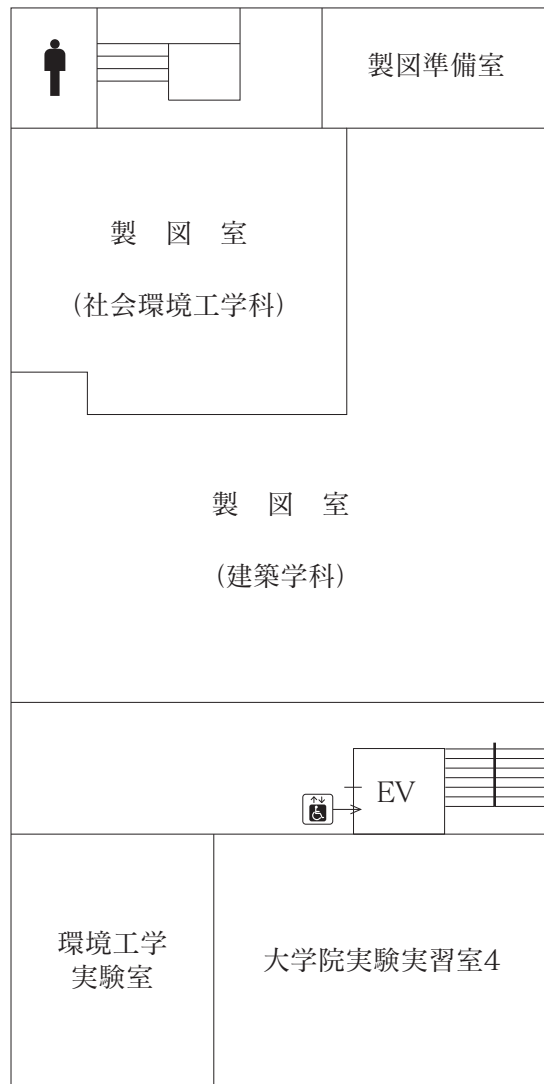 製図準備室
製 図 室
(社会環境工学科)
製 図 室
(建築学科)
EV
環境工学
実験室
大学院実験実習室4